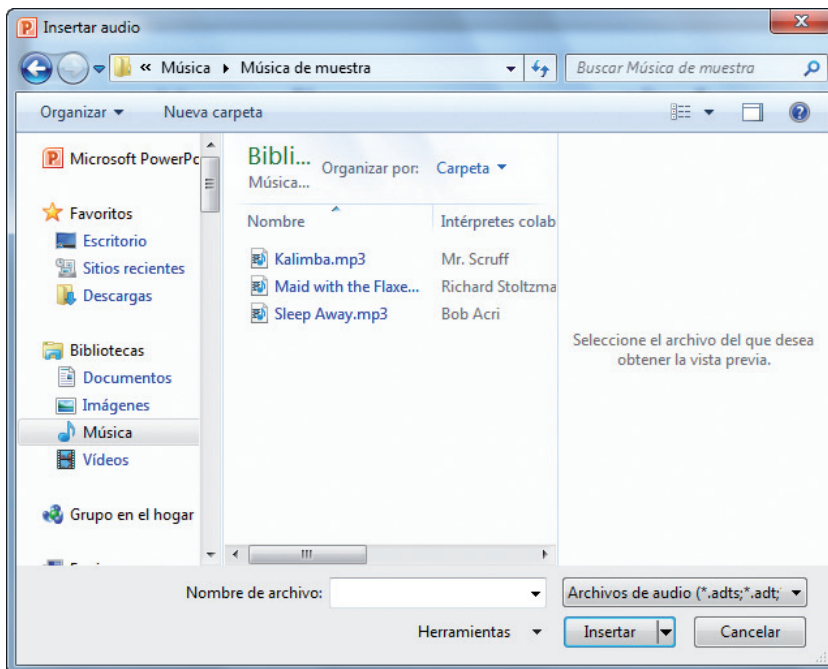 Insertar audio
« Música ▸ Música de muestra
Buscar Música de muestra
Organizar
Nueva carpeta
Microsoft PowerPo
Favoritos
Escritorio
Sitios recientes
Descargas
Bibliotecas
Documentos
Imágenes
Música
Vídeos
Grupo en el hogar
Bibli...
Música...
Organizar por:
Carpeta
Nombre
Intérpretes colab
Kalimba.mp3
Mr. Scruff
Maid with the Flaxe...
Richard Stoltzma
Sleep Away.mp3
Bob Acri
Seleccione el archivo del que desea
obtener la vista previa.
Nombre de archivo:
Archivos de audio (*.adts;*.adt;
Herramientas
Insertar
Cancelar